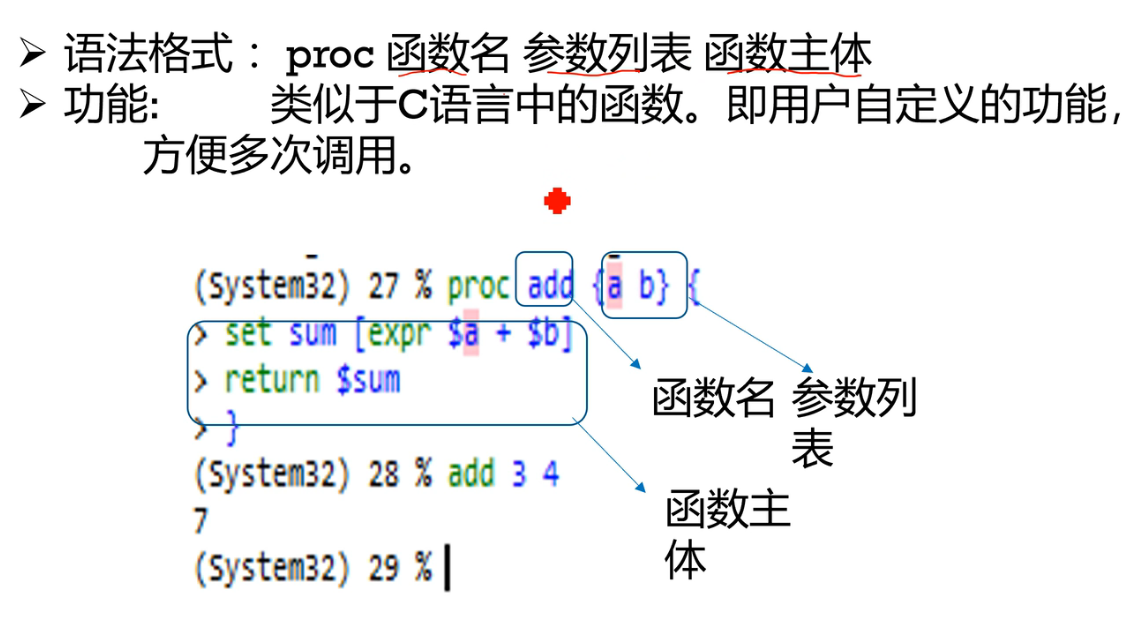 语法格式： proc 函数名 参数列表 函数主体
功能: 类似于C语言中的函数。即用户自定义的功能，
方便多次调用。
(System32) 27 % proc add {a b} {
> set sum [expr $a + $b]
> return $sum
> }
(System32) 28 % add 3 4
7
(System32) 29 %
函数名
参数列
表
函数主
体